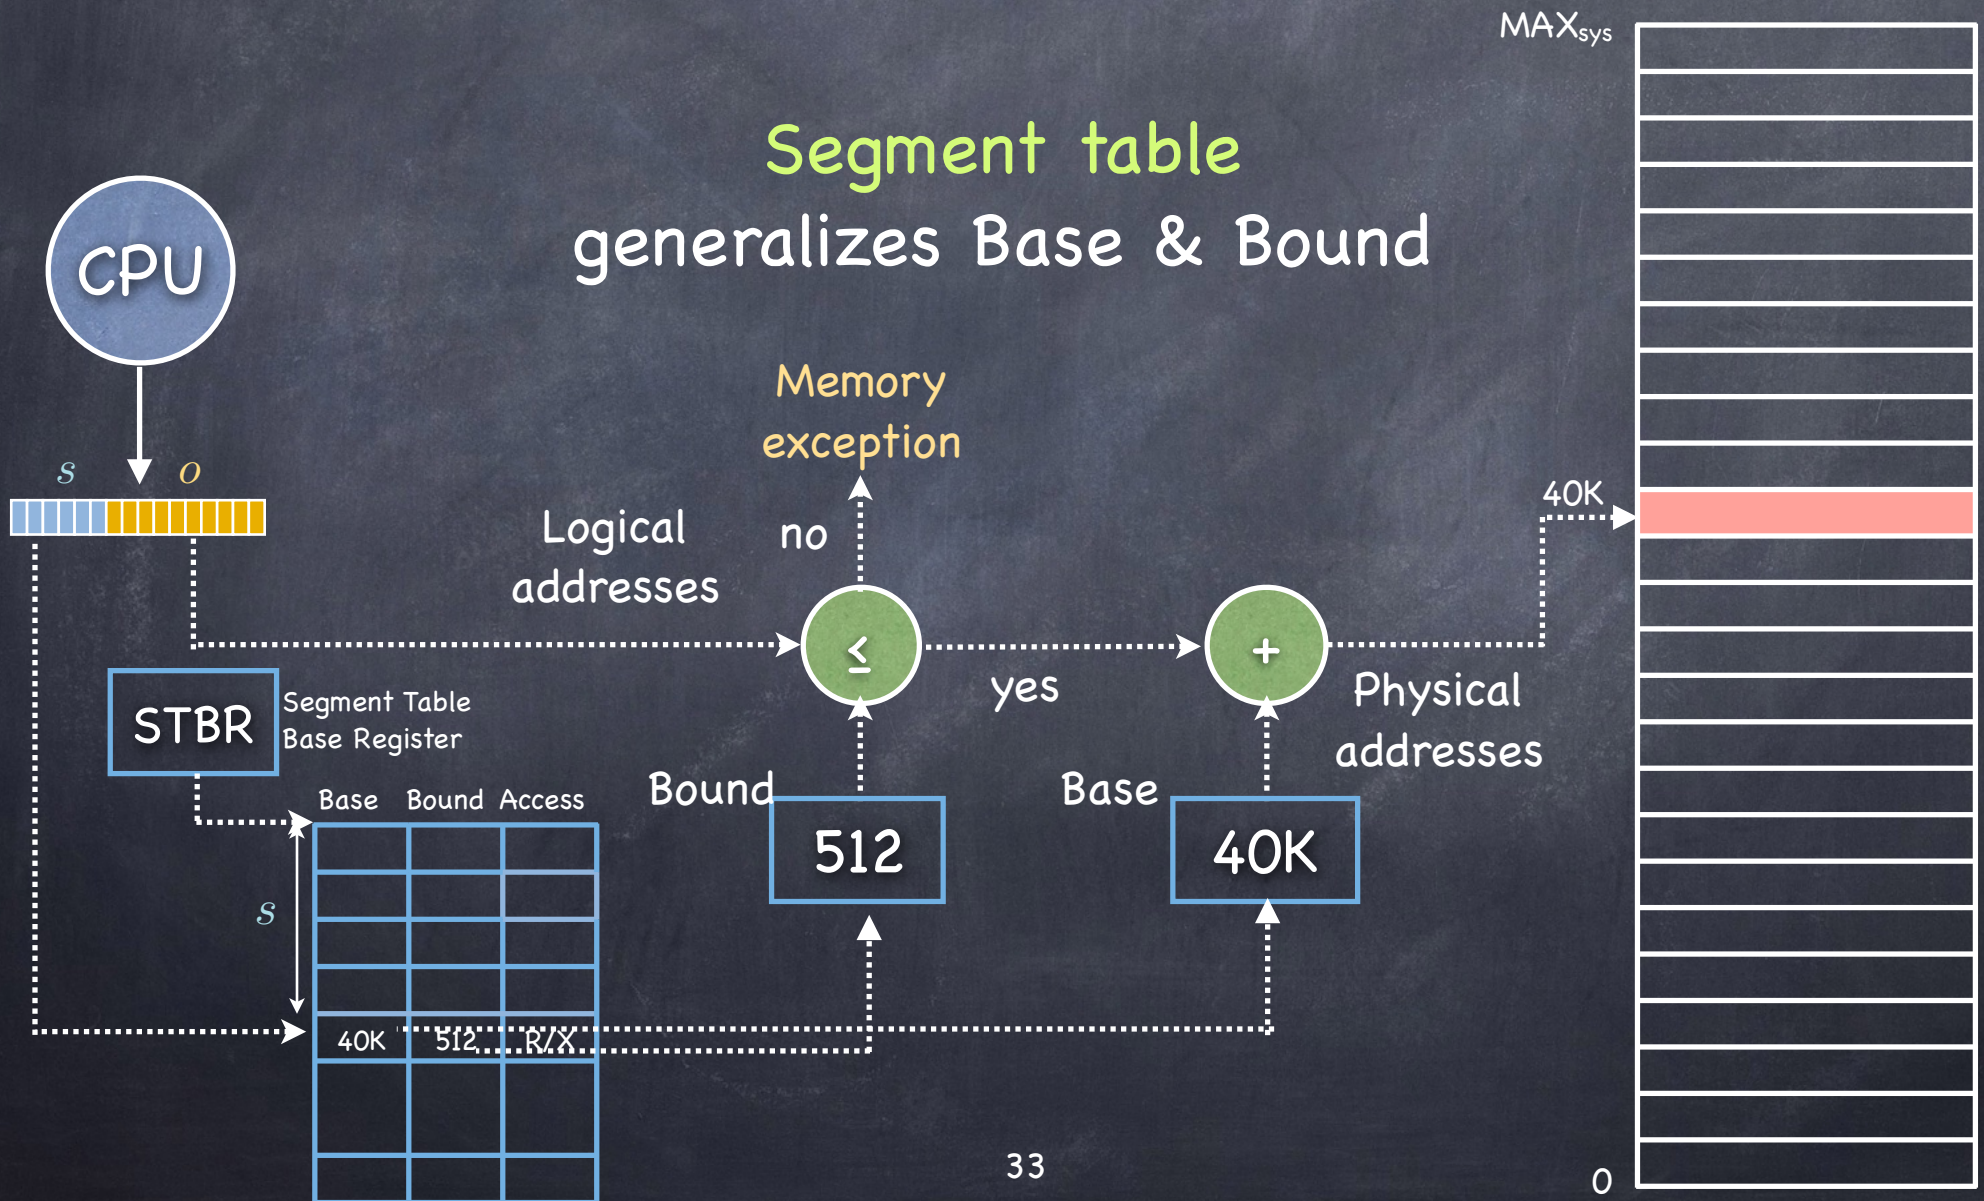 MAXsys
Segment table
generalizes Base & Bound
CPU
Memory
exception
s
o
40K
Logical
addresses
no
≤
+
yes
Physical
addresses
STBR
Segment Table
Base Register
Bound
Base
Base Bound Access
512
40K
s
40K 512 R/X
33
0